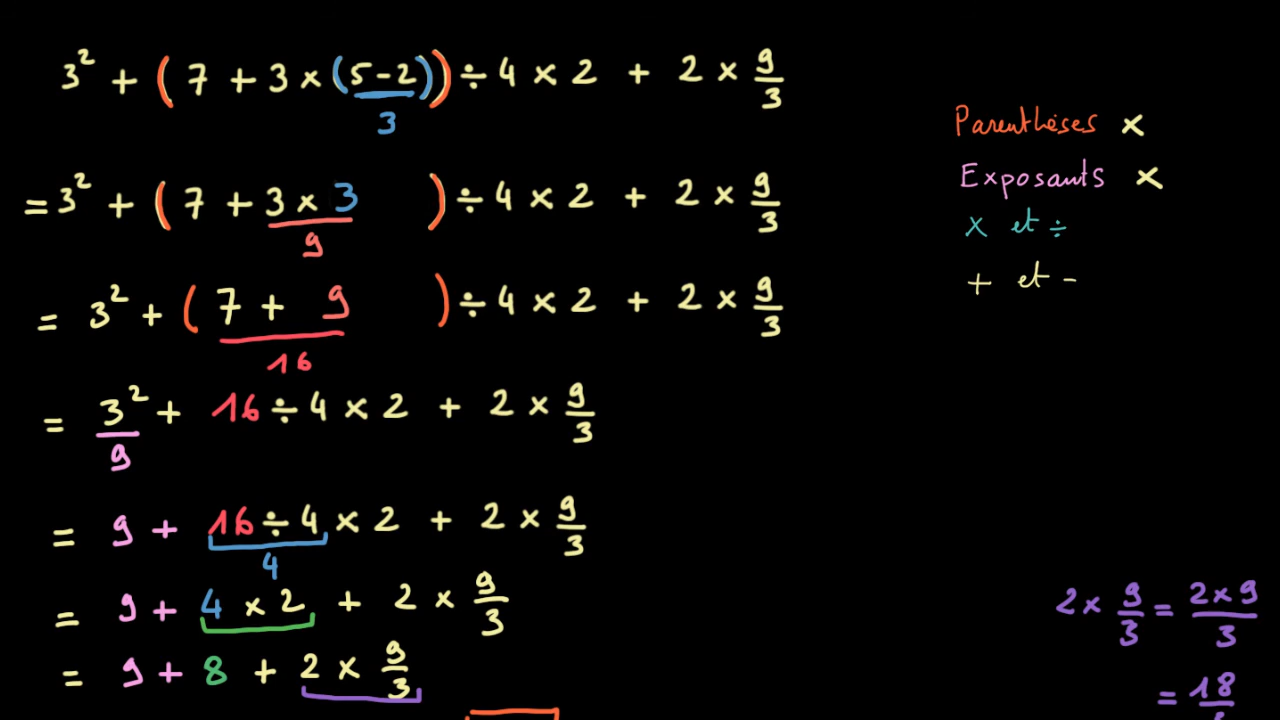 3² + ( 7 + 3 × (5-2)) ÷ 4 × 2 + 2 × 9/3
3
= 3² + ( 7 + 3 × 3 ) ÷ 4 × 2 + 2 × 9/3
9
= 3² + ( 7 + 9 ) ÷ 4 × 2 + 2 × 9/3
16
= 3² + 16 ÷ 4 × 2 + 2 × 9/3
9
= 9 + 16 ÷ 4 × 2 + 2 × 9/3
4
= 9 + 4 × 2 + 2 × 9/3
= 9 + 8 + 2 × 9/3
Parenthèses ×
Exposants ×
× et ÷
+ et -
2 × 9/3 = 2 × 9/3
= 18